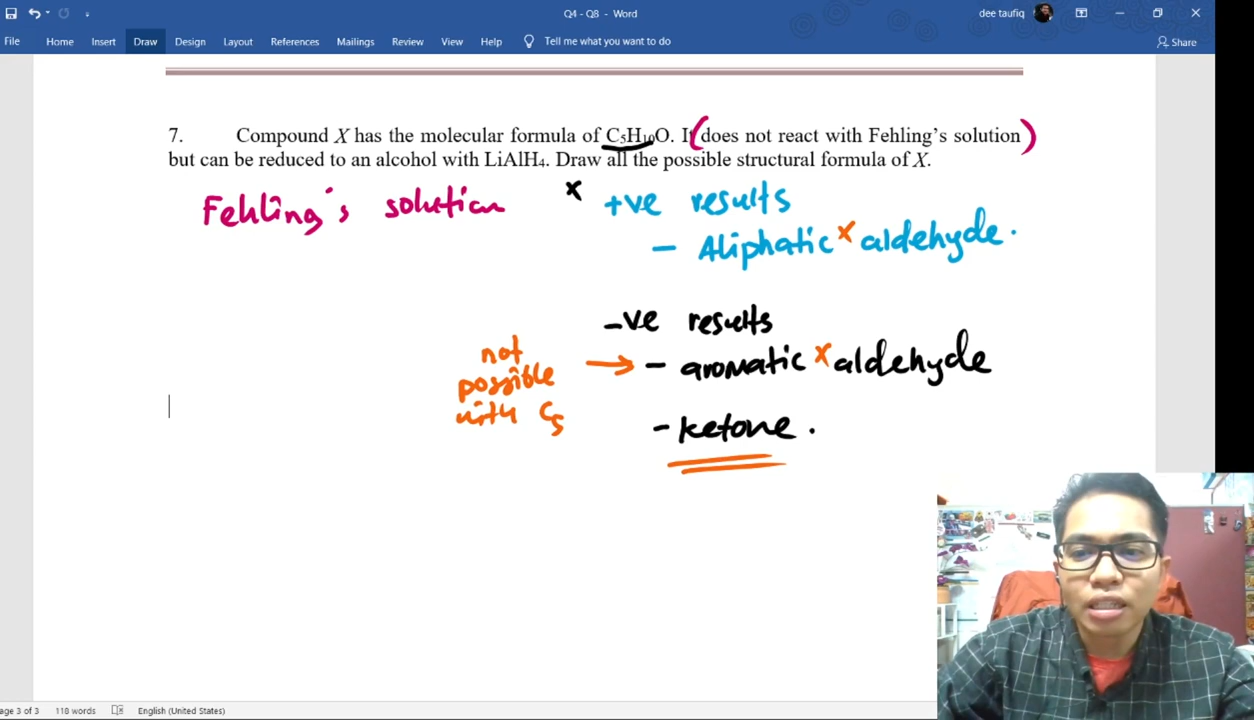 Q4 - Q8 - Word
dee taufiq
File Home Insert Draw Design Layout References Mailings Review View Help Tell me what you want to do
Share
7. Compound X has the molecular formula of C₅H₁₀O. It (does not react with Fehling’s solution)
but can be reduced to an alcohol with LiAlH₄. Draw all the possible structural formula of X.
Fehling's solution x +ve results
- Aliphatic x aldehyde.
-ve results
not
possible
with C₅
→ - aromatic x aldehyde
- ketone.
age 3 of 3 118 words English (United States)